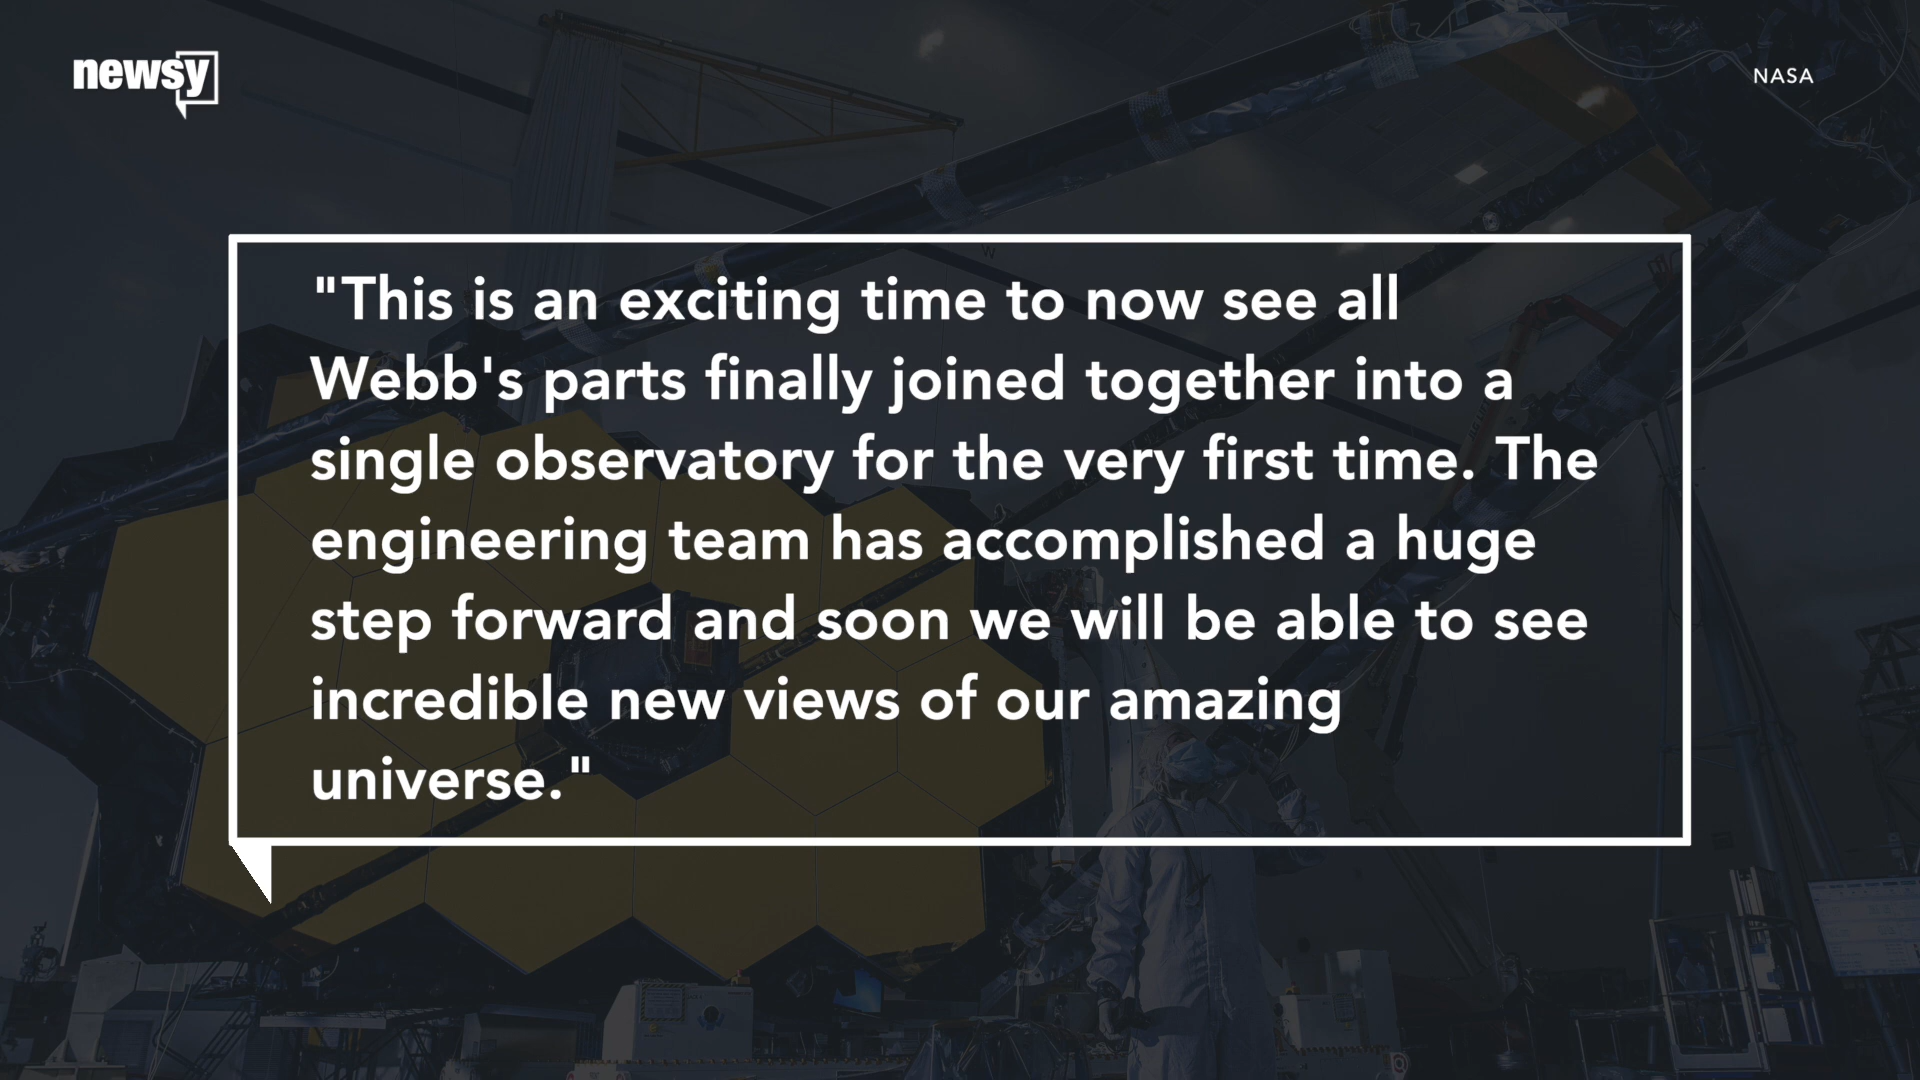 newsy
NASA
"This is an exciting time to now see all
Webb's parts finally joined together into a
single observatory for the very first time. The
engineering team has accomplished a huge
step forward and soon we will be able to see
incredible new views of our amazing
universe."